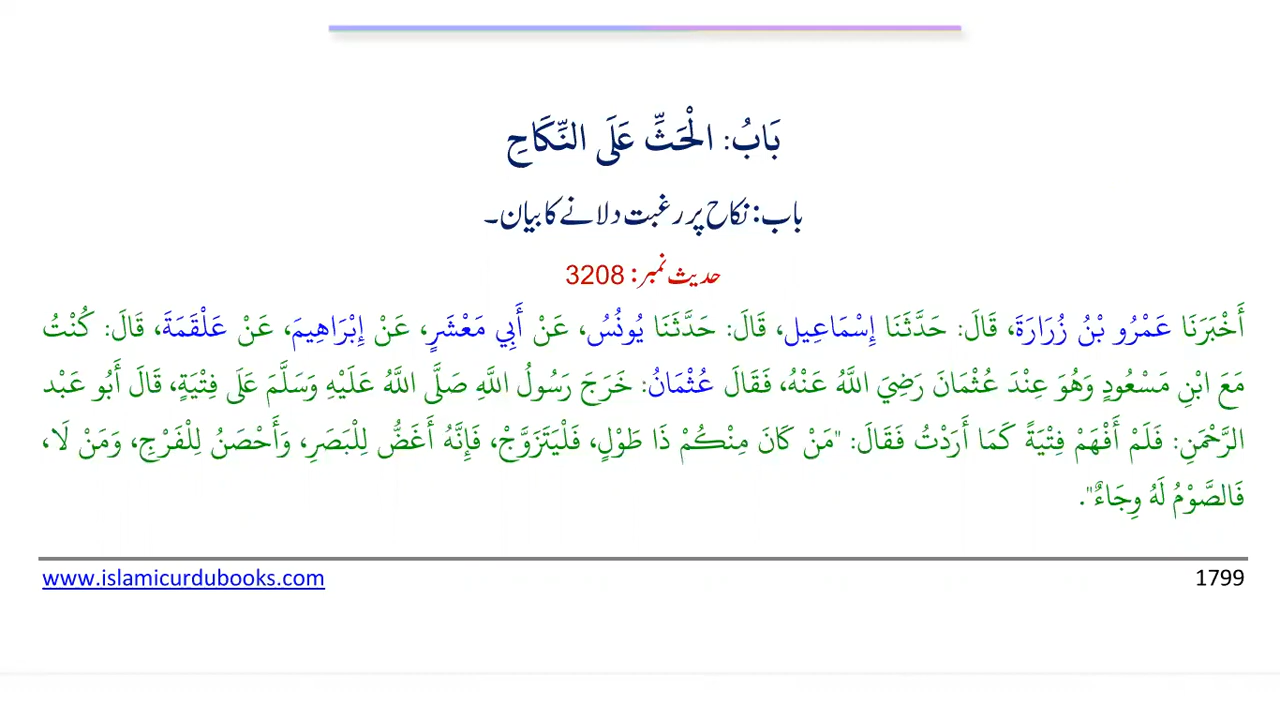 بَابُ: الْحَثِّ عَلَى النِّكَاحِ
باب: نکاح پر رغبت دلانے کا بیان۔
حدیث نمبر: 3208
أَخْبَرَنَا عَمْرُو بْنُ زُرَارَةَ، قَالَ: حَدَّثَنَا إِسْمَاعِيل، قَالَ: حَدَّثَنَا يُونُسُ، عَنْ أَبِي مَعْشَرٍ، عَنْ إِبْرَاهِيمَ، عَنْ عَلْقَمَةَ، قَالَ: كُنْتُ
مَعَ ابْنِ مَسْعُودٍ وَهُوَ عِنْدَ عُثْمَانَ رَضِيَ اللَّهُ عَنْهُ، فَقَالَ عُثْمَانُ: خَرَجَ رَسُولُ اللَّهِ صَلَّى اللَّهُ عَلَيْهِ وَسَلَّمَ عَلَى فِتْيَةٍ، قَالَ أَبُو عَبْد
الرَّحْمَنِ: فَلَمْ أَفْهَمْ فِتْيَةً كَمَا أَرَدْتُ فَقَالَ: "مَنْ كَانَ مِنْكُمْ ذَا طَوْلٍ، فَلْيَتَزَوَّجْ، فَإِنَّهُ أَغَضُّ لِلْبَصَرِ، وَأَحْصَنُ لِلْفَرْجِ، وَمَنْ لَا،
فَالصَّوْمُ لَهُ وِجَاءٌ".
www.islamicurdubooks.com 1799